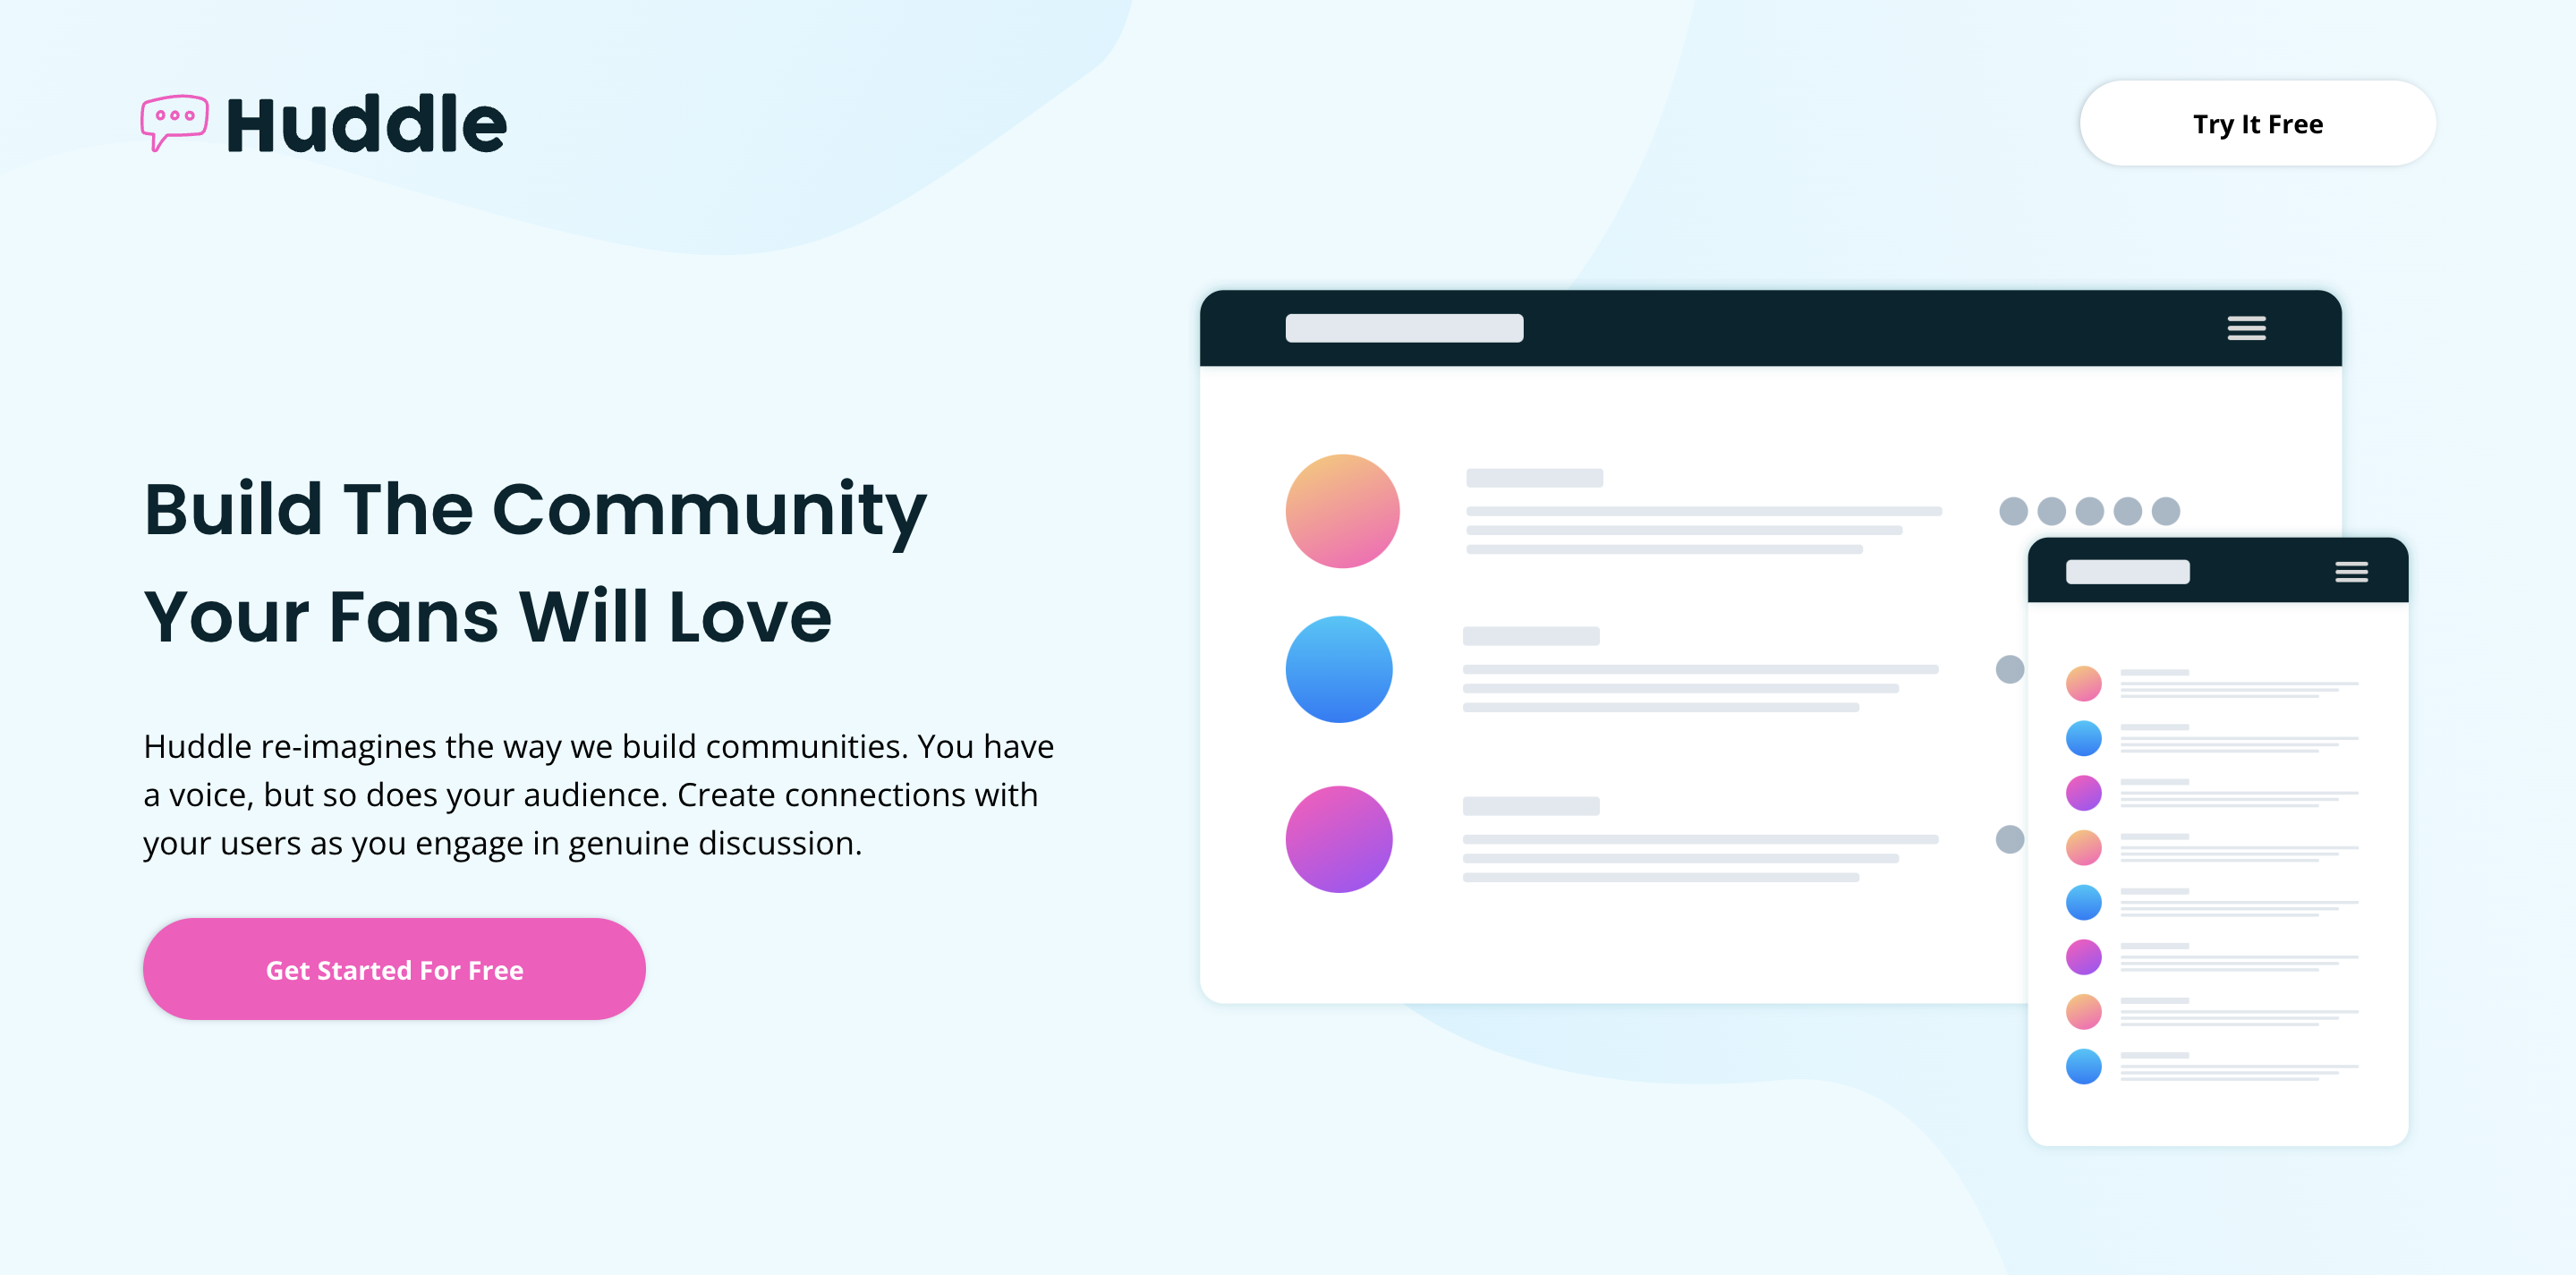 Huddle
Try It Free
Build The Community
Your Fans Will Love
Huddle re-imagines the way we build communities. You have
a voice, but so does your audience. Create connections with
your users as you engage in genuine discussion.
Get Started For Free